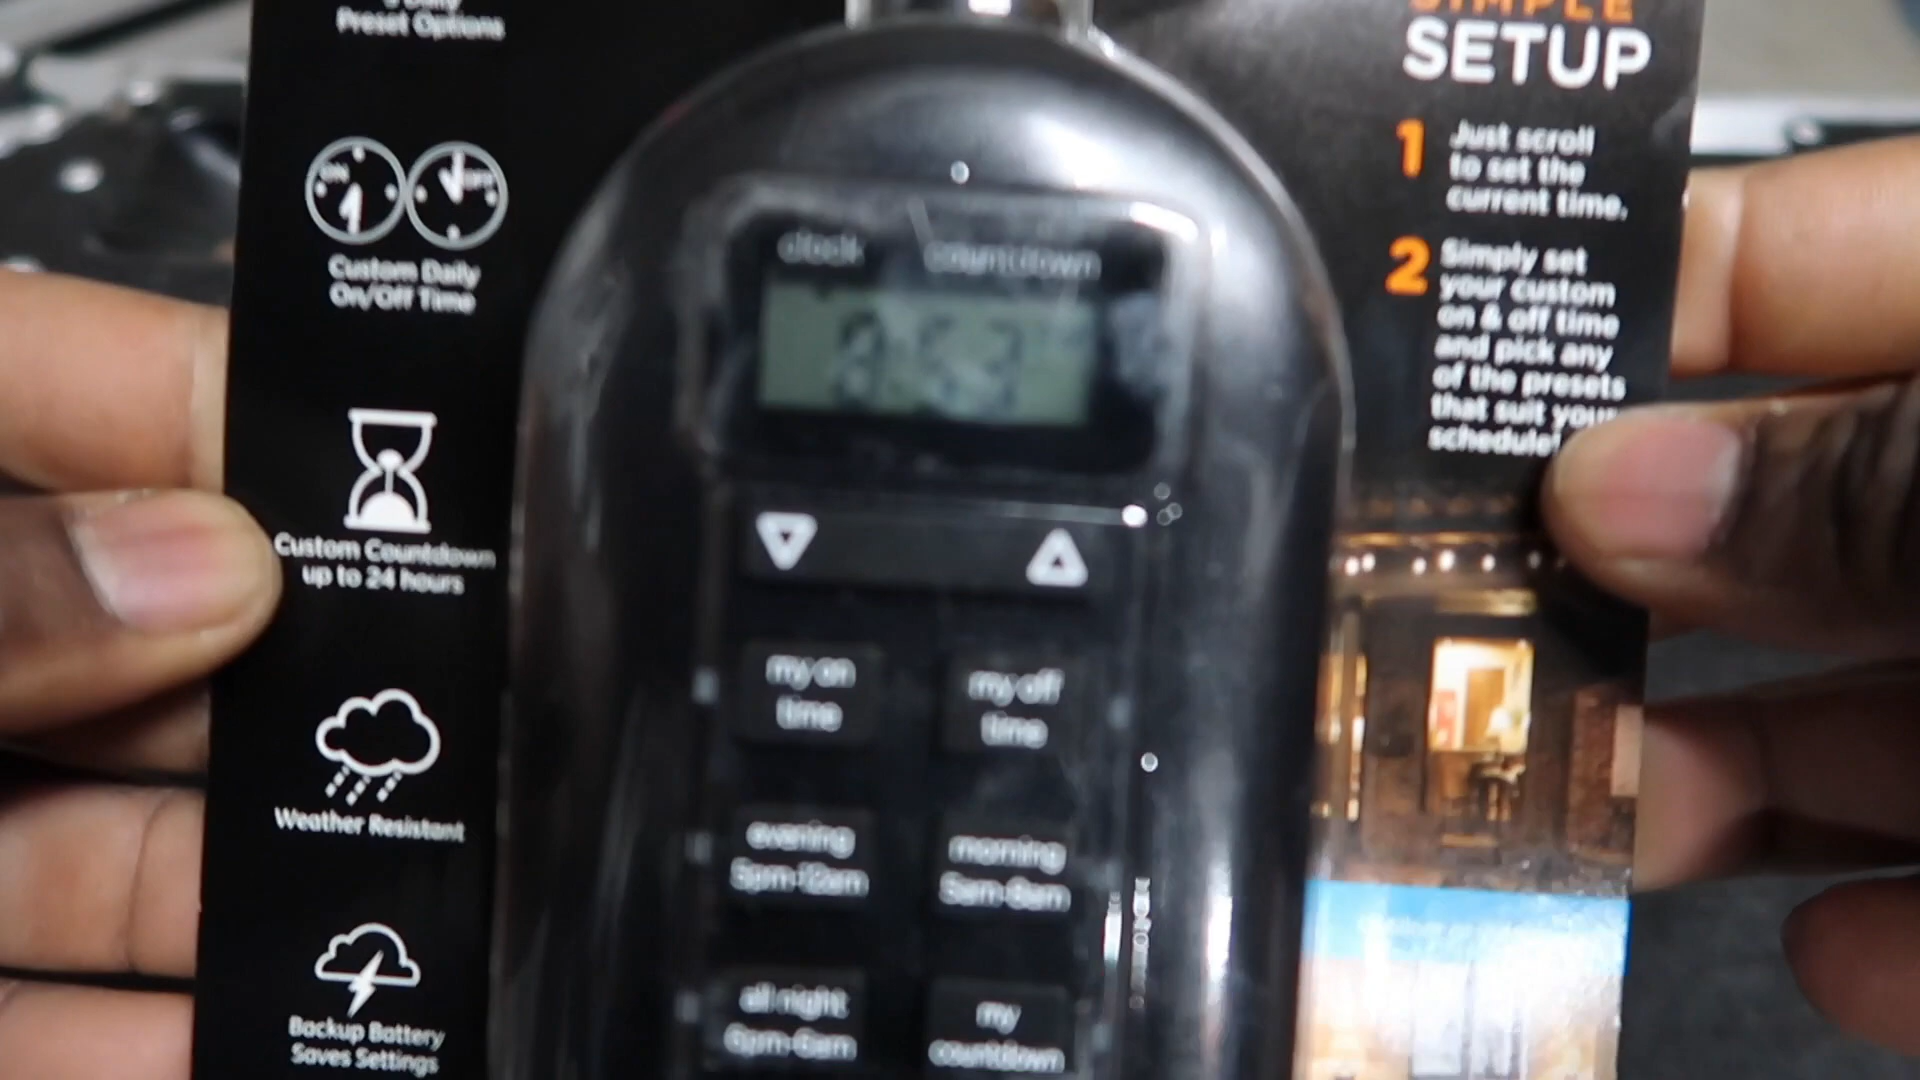 Preset Options
ON
OFF
Custom Daily
On/Off Time
Custom Countdown
up to 24 hours
Weather Resistant
Backup Battery
Saves Settings
clock countdown
my on
time
my off
time
evening
5pm-12am
morning
5am-8am
all night
6pm-6am
my
countdown
SIMPLE
SETUP
1 Just scroll
to set the
current time.
2 Simply set
your custom
on & off time
and pick any
of the presets
that suit your
schedule!